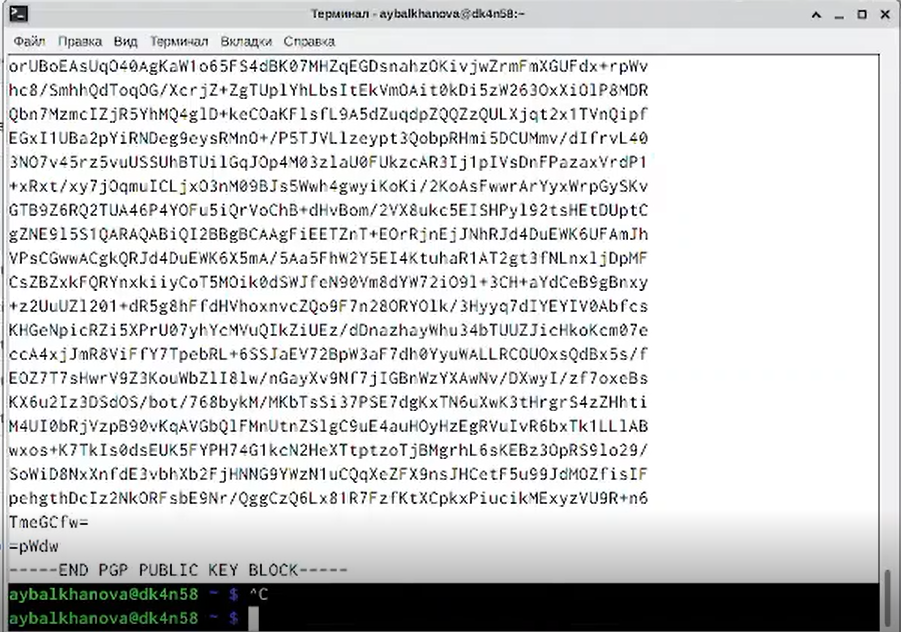 Терминал - aybalkhanova@dk4n58:~
Файл Правка Вид Терминал Вкладки Справка
orUBoEAsUqO40AgKaW1o65FS4dBK07MHZqEGDsnahzOKivjwZrmFmXGUFdx+rpWv
hc8/SmhhQdToqOG/XcrjZ+ZgTUplYhLbsItEkVmOAit0kDi5zW263OxXiOlP8MDR
Qbn7MzmcIZjR5YhMQ4glD+keCOaKFlsfL9A5dZuqdpZQQZzQULXjqt2x1TVnQipf
EGxI1UBa2pYiRNDeg9eysRMnO+/P5TJVLlzeypt3QobpRHmi5DCUMmv/dIfrvL40
3NO7v45rz5vuUSSUhBTUilGqJOp4M03zlaU0FUkzcAR3Ij1pIVsDnFPazaxVrdP1
+xRxt/xy7jOqmuICLjxO3nM09BJs5Wwh4gwyiKoKi/2KoAsFwwrArYyxWrpGySKv
GTB9Z6RQ2TUA46P4YOFu5iQrVoChB+dHvBom/2VX8ukc5EISHPyl92tsHEtDUptC
gZNE9l5S1QARAQABiQI2BBgBCAAgFiEETZnT+EOrRjnEjJNhRJd4DuEWK6UFAmJh
VPsCGwwACgkQRJd4DuEWK6X5mA/5Aa5FhW2Y5EI4KtuhaR1AT2gt3fNLnxljDpMF
CsZBZxkFQRYnxkiiyCoT5MOik0dSWJfeN90Vm8dYW72iO9l+3CH+aYdCeB9gBnxy
+z2UuUZl201+dR5g8hFfdHVhoxnvcZQo9F7n28ORYOlk/3Hyyq7dIYEYIV0Abfcs
KHGeNpicRZi5XPrU07yhYcMVuQIkZiUEz/dDnazhayWhu34bTUUZJicHkoKcm07e
ccA4xjJmR8ViFfY7TpebRL+6SSJaEV72BpW3aF7dh0YyuWALLRCOUOxsQdBx5s/f
EOZ7T7sHwrV9Z3KouWbZlI8lw/nGayXv9Nf7jIGBnWzYXAwNv/DXwyI/zf7oxeBs
KX6u2Iz3DSdOS/bot/768bykM/MKbTsSi37PSE7dgKxTN6uXwK3tHrgrS4zZHhti
M4UI0bRjVzpB90vKqAVGbQlFMnUtnZSlgC9uE4auHOyHzEgRVuIvR6bxTk1LLlAB
wxos+K7TkIs0dsEUK5FYPH74G1kcN2HeXTtptzoTjBMgrhL6sKEBz3OpRS9lo29/
SoWiD8NxXnfdE3vbhXb2FjHNNG9YWzN1uCQqXeZFX9nsJHCetF5u99JdMOZfisIF
pehgthDcIz2NkORFsbE9Nr/QggCzQ6Lx81R7FzfKtXCpkxPiucikMExyzVU9R+n6
TmeGCfw=
=pWdw
-----END PGP PUBLIC KEY BLOCK-----
aybalkhanova@dk4n58 ~ $ ^C
aybalkhanova@dk4n58 ~ $